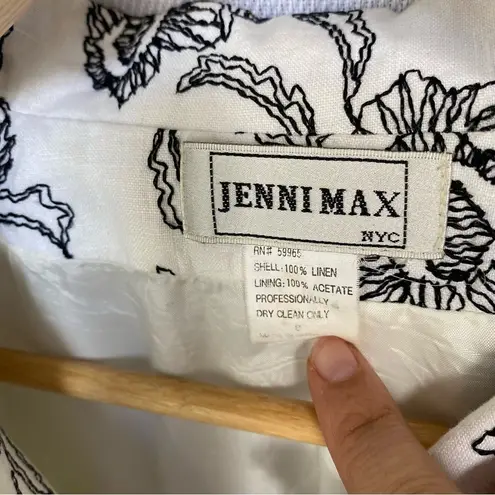 JENNI MAX
NYC
RN# 59965
SHELL: 100% LINEN
LINING: 100% ACETATE
PROFESSIONALLY
DRY CLEAN ONLY